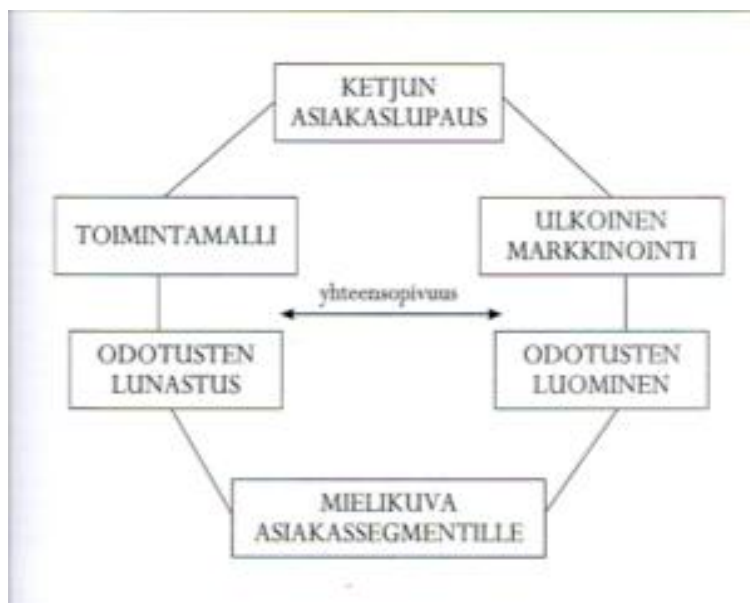 KETJUN
ASIAKASLUPAUS
TOIMINTAMALLI
ULKOINEN
MARKKINOINTI
yhteensopivuus
ODOTUSTEN
LUNASTUS
ODOTUSTEN
LUOMINEN
MIELIKUVA
ASIAKASSEGMENTILLE